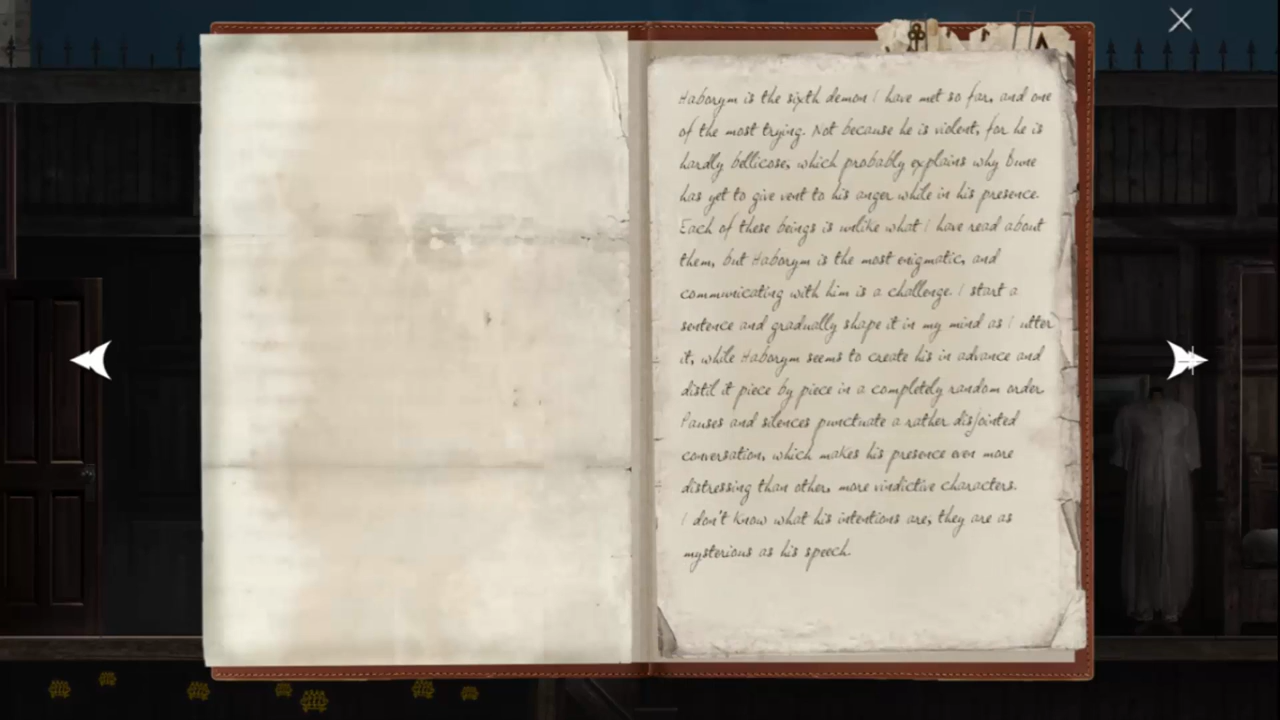 Haborym is the sixth demon I have met so far, and one
of the most trying. Not because he is violent, for he is
hardly bellicose, which probably explains why Bune
has yet to give vent to his anger while in his presence.
Each of these beings is unlike what I have read about
them, but Haborym is the most enigmatic, and
communicating with him is a challenge. I start a
sentence and gradually shape it in my mind as I utter
it, while Haborym seems to create his in advance and
distil it piece by piece in a completely random order.
Pauses and silences punctuate a rather disjointed
conversation, which makes his presence even more
distressing than other, more vindictive characters.
I don't know what his intentions are; they are as
mysterious as his speech.